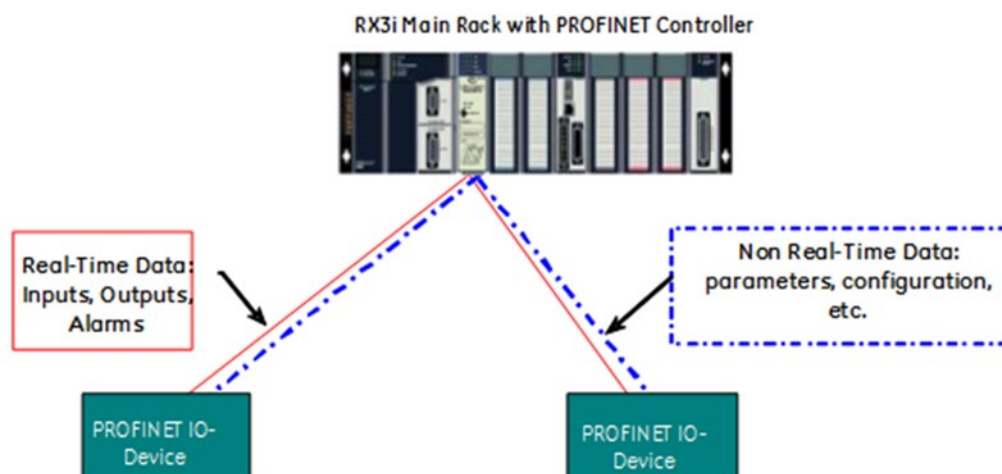 RX3i Main Rack with PROFINET Controller
Real-Time Data:
Inputs, Outputs,
Alarms
Non Real-Time Data:
parameters, configuration,
etc.
PROFINET IO-
Device
PROFINET IO-
Device